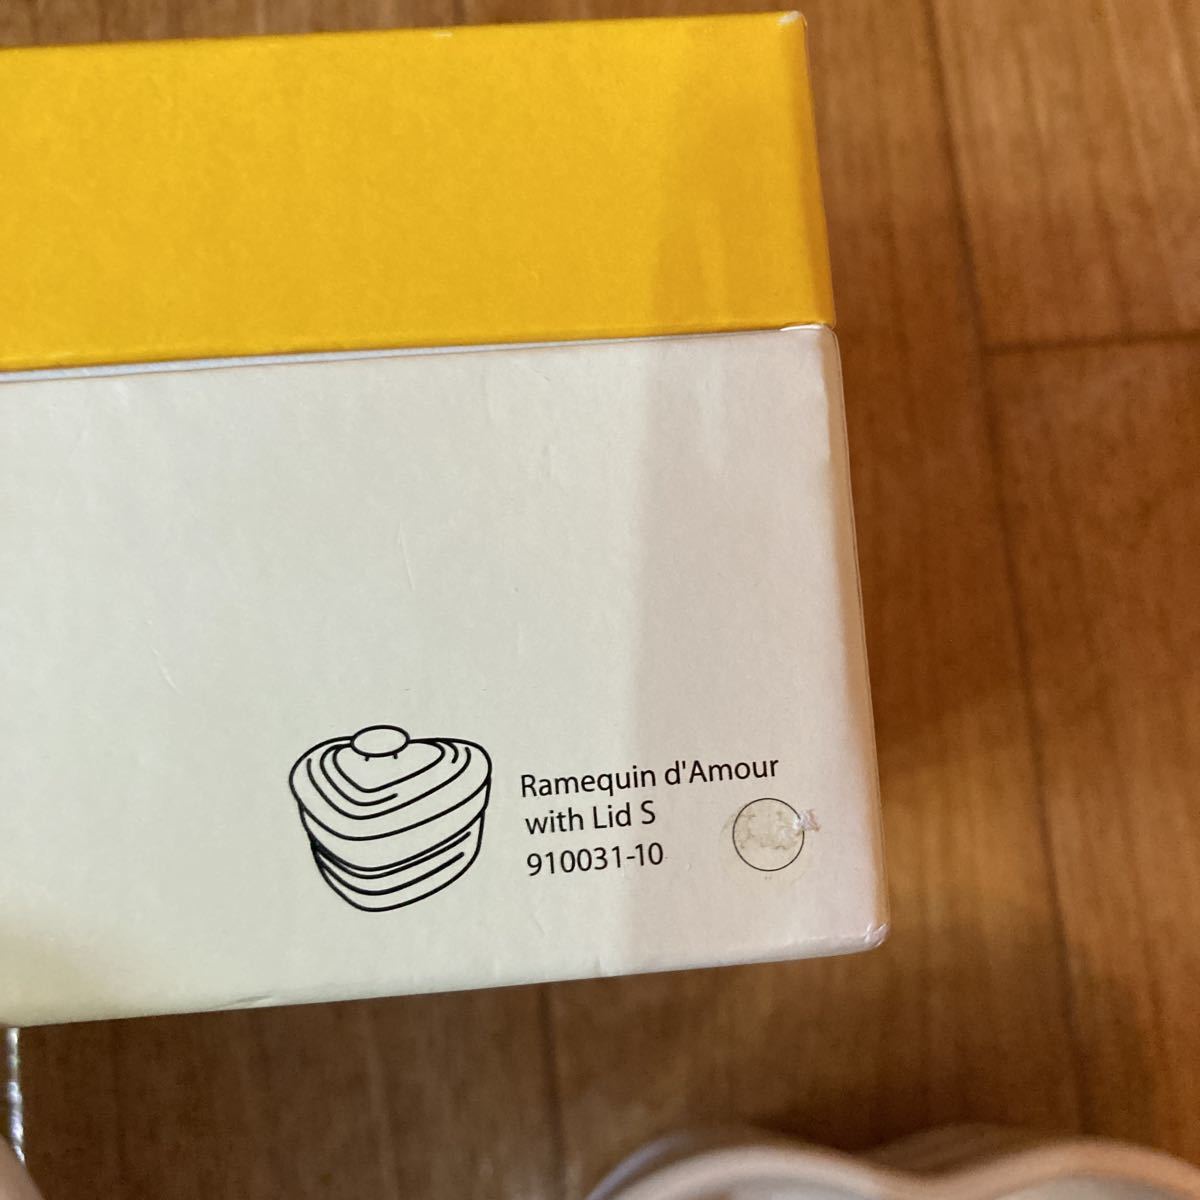 Ramequin d'Amour
with Lid S
910031-10